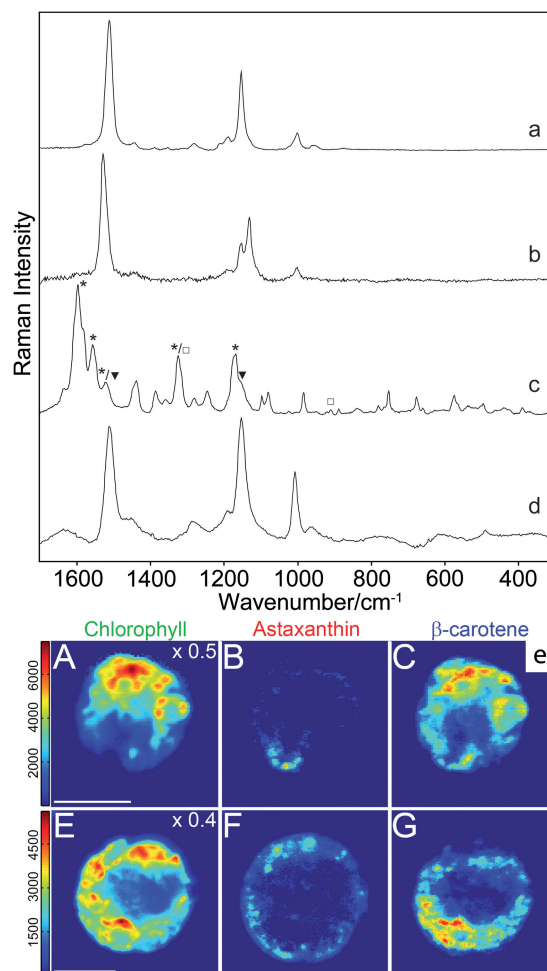 a
b
*
*
*/□
*
*/▼
▼
□
c
d
Raman Intensity
1600 1400 1200 1000 800 600 400
Wavenumber/cm⁻¹
Chlorophyll Astaxanthin β-carotene
A x 0.5 B C e
6000
4000
2000
E x 0.4 F G
4500
3000
1500